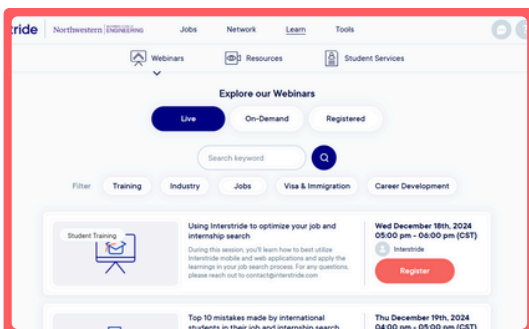 tride
Northwestern ENGINEERING
Jobs Network Learn Tools
Webinars Resources Student Services
Explore our Webinars
Live On-Demand Registered
Search keyword
Filter Training Industry Jobs Visa & Immigration Career Development
Student Training
Using Interstride to optimize your job and
internship search
During this session, you'll learn how to best utilize
Interstride mobile and web applications and apply the
learnings in your job search process. For any questions,
please reach out to contact@interstride.com
Wed December 18th, 2024
05:00 pm - 06:00 pm (CST)
Interstride
Register
Top 10 mistakes made by international
students in their job and internship search
Thu December 19th, 2024
04:00 pm - 05:00 pm (CST)